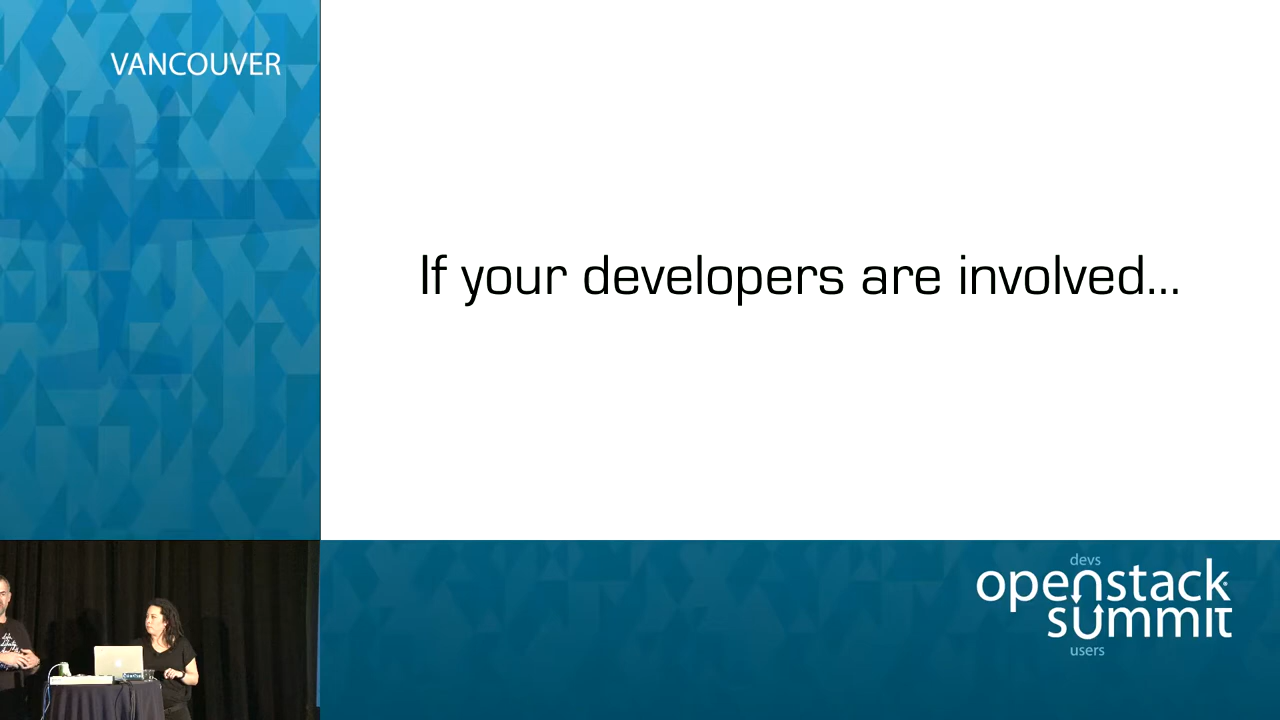 VANCOUVER
If your developers are involved...
devs
openstack
summit
users